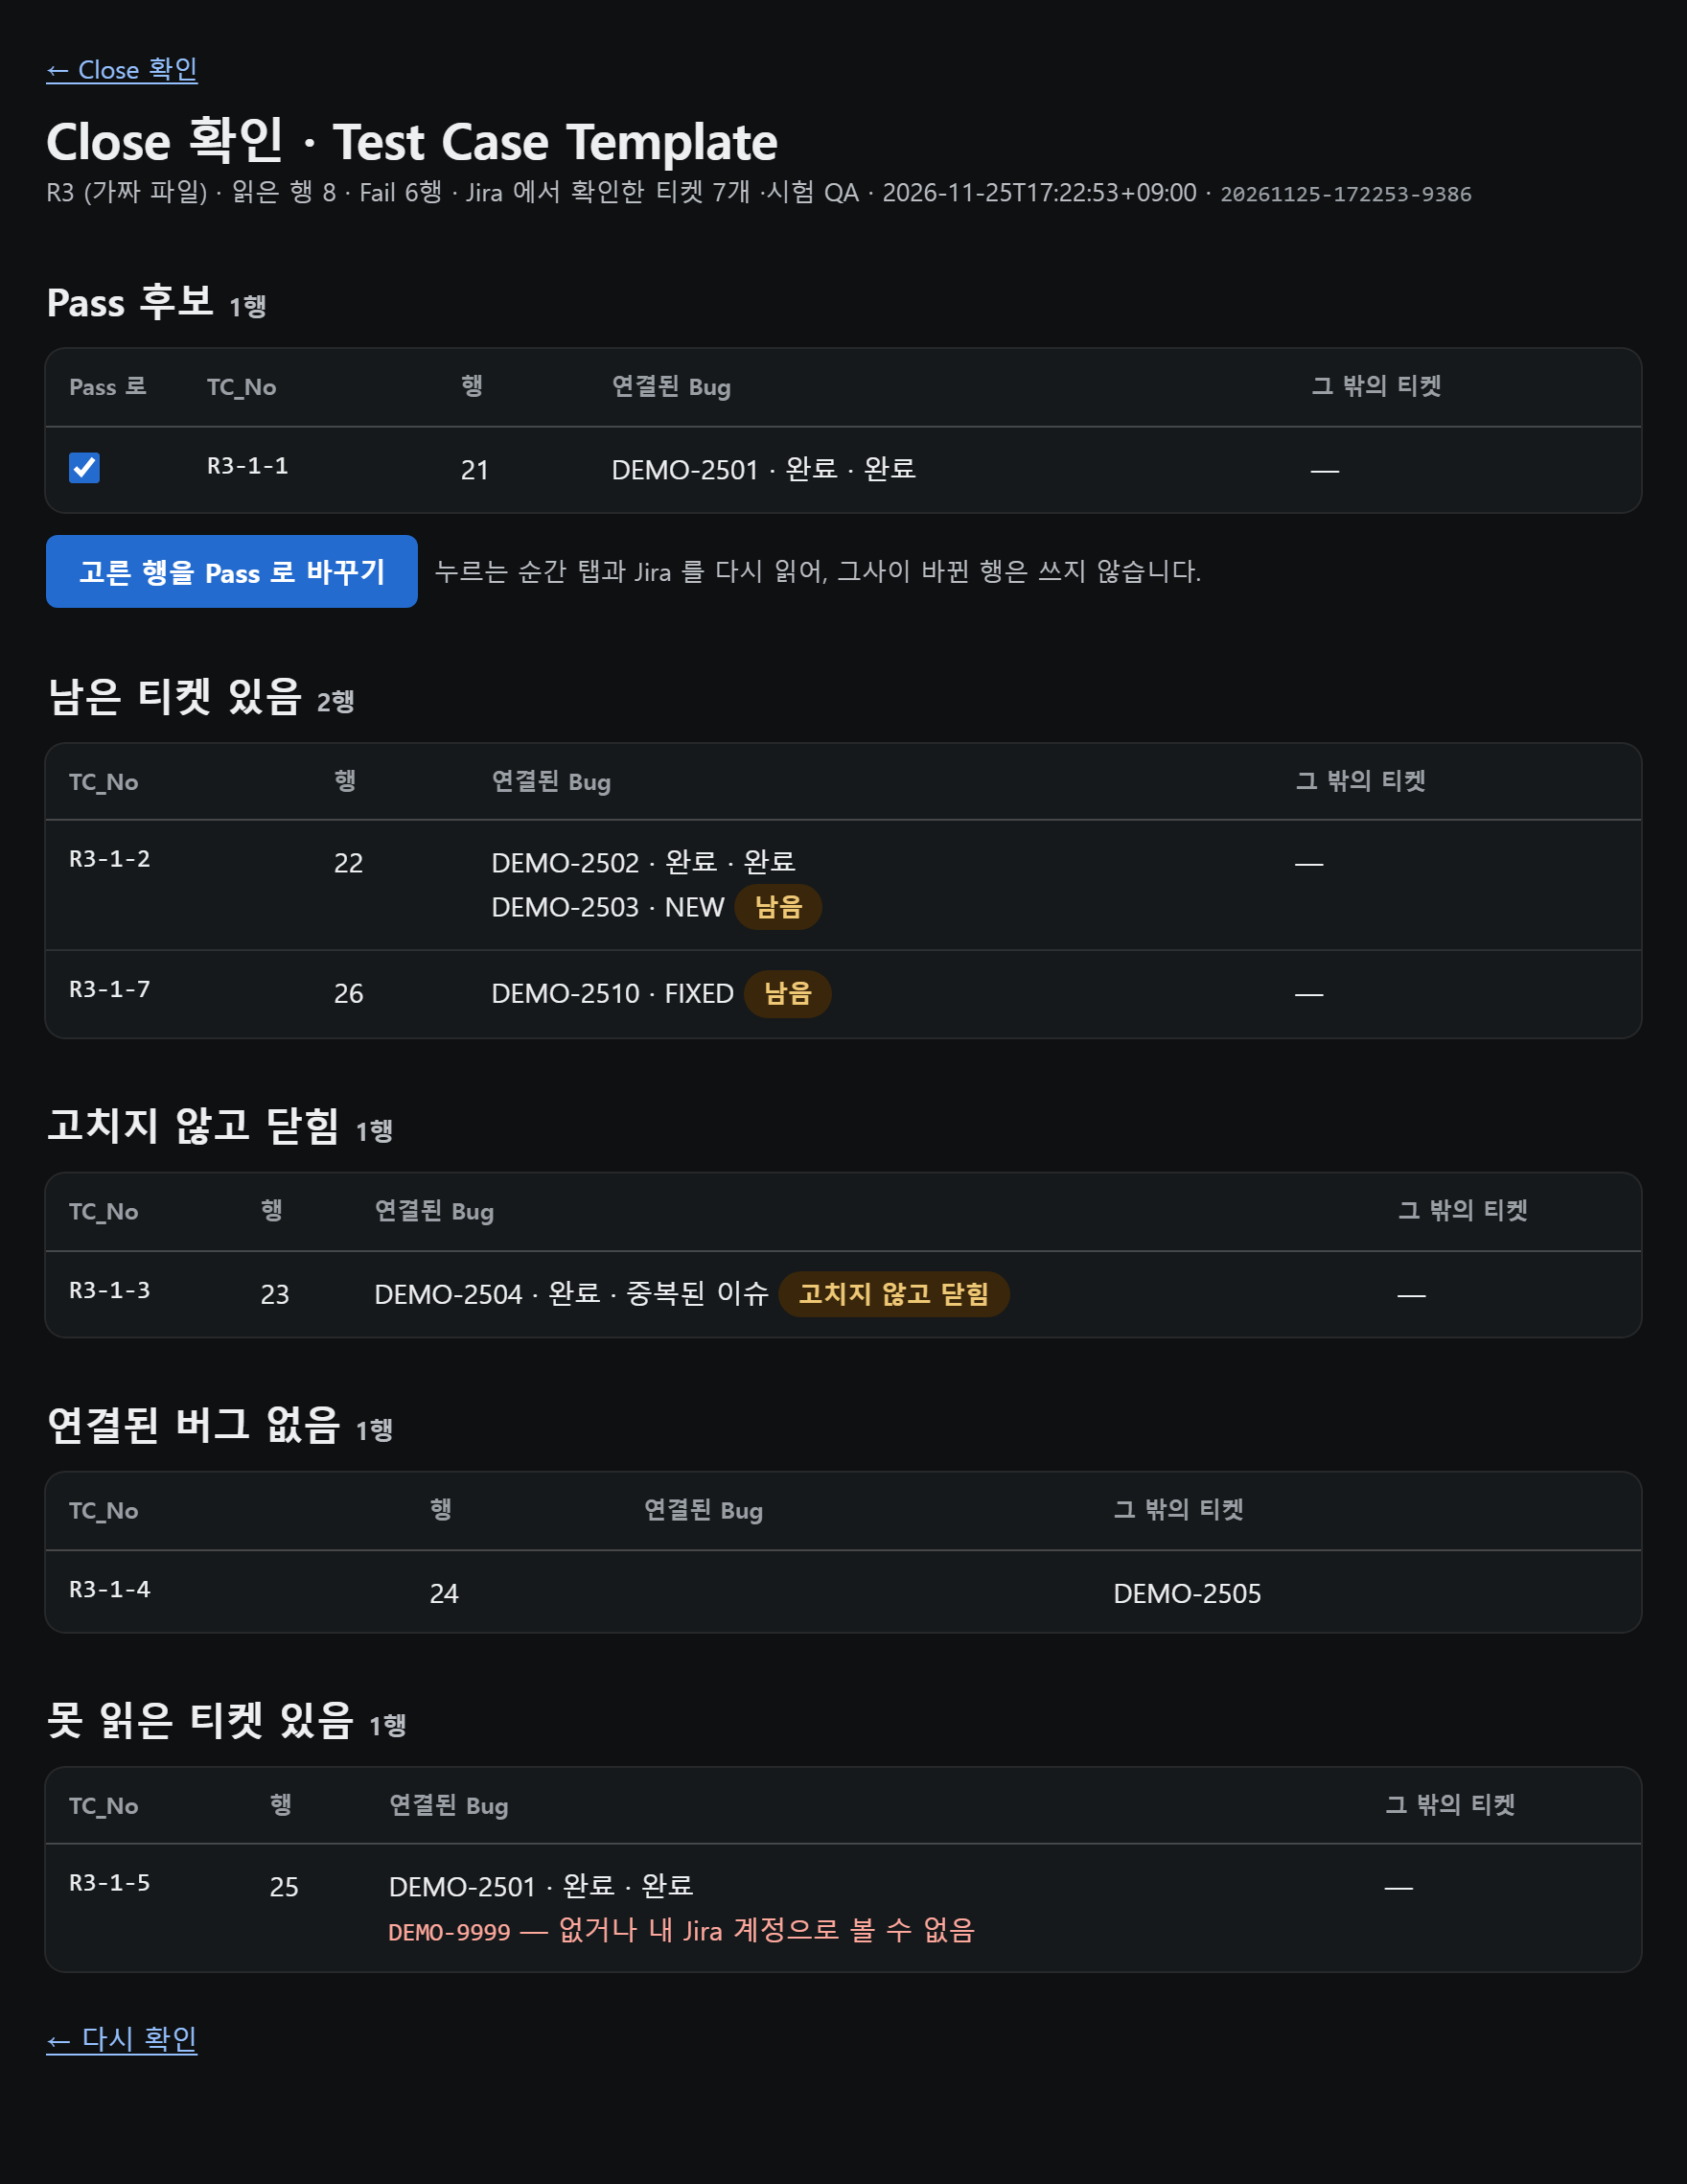 ← Close 확인
Close 확인 · Test Case Template
R3 (가짜 파일) · 읽은 행 8 · Fail 6행 · Jira 에서 확인한 티켓 7개 ·시험 QA · 2026-11-25T17:22:53+09:00 · 20261125-172253-9386
Pass 후보 1행
Pass 로 TC_No 행 연결된 Bug 그 밖의 티켓
R3-1-1 21 DEMO-2501 · 완료 · 완료 —
고른 행을 Pass 로 바꾸기 누르는 순간 탭과 Jira 를 다시 읽어, 그사이 바뀐 행은 쓰지 않습니다.
남은 티켓 있음 2행
TC_No 행 연결된 Bug 그 밖의 티켓
R3-1-2 22 DEMO-2502 · 완료 · 완료 —
DEMO-2503 · NEW 남음
R3-1-7 26 DEMO-2510 · FIXED 남음 —
고치지 않고 닫힘 1행
TC_No 행 연결된 Bug 그 밖의 티켓
R3-1-3 23 DEMO-2504 · 완료 · 중복된 이슈 고치지 않고 닫힘 —
연결된 버그 없음 1행
TC_No 행 연결된 Bug 그 밖의 티켓
R3-1-4 24 DEMO-2505
못 읽은 티켓 있음 1행
TC_No 행 연결된 Bug 그 밖의 티켓
R3-1-5 25 DEMO-2501 · 완료 · 완료 —
DEMO-9999 — 없거나 내 Jira 계정으로 볼 수 없음
← 다시 확인